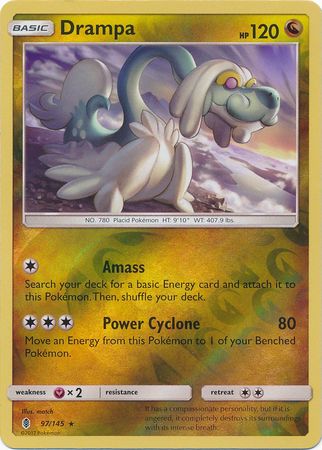 BASIC Drampa HP 120
NO. 780 Placid Pokémon HT: 9'10" WT: 407.9 lbs.
Amass
Search your deck for a basic Energy card and attach it
to this Pokémon. Then, shuffle your deck.
Power Cyclone 80
Move an Energy from this Pokémon to 1 of your Benched
Pokémon.
weakness × 2 resistance retreat
Illus. match
97/145 ★
©2017 Pokémon
It has a compassionate personality, but if it is
angered, it completely destroys its surroundings
with its intense breath.